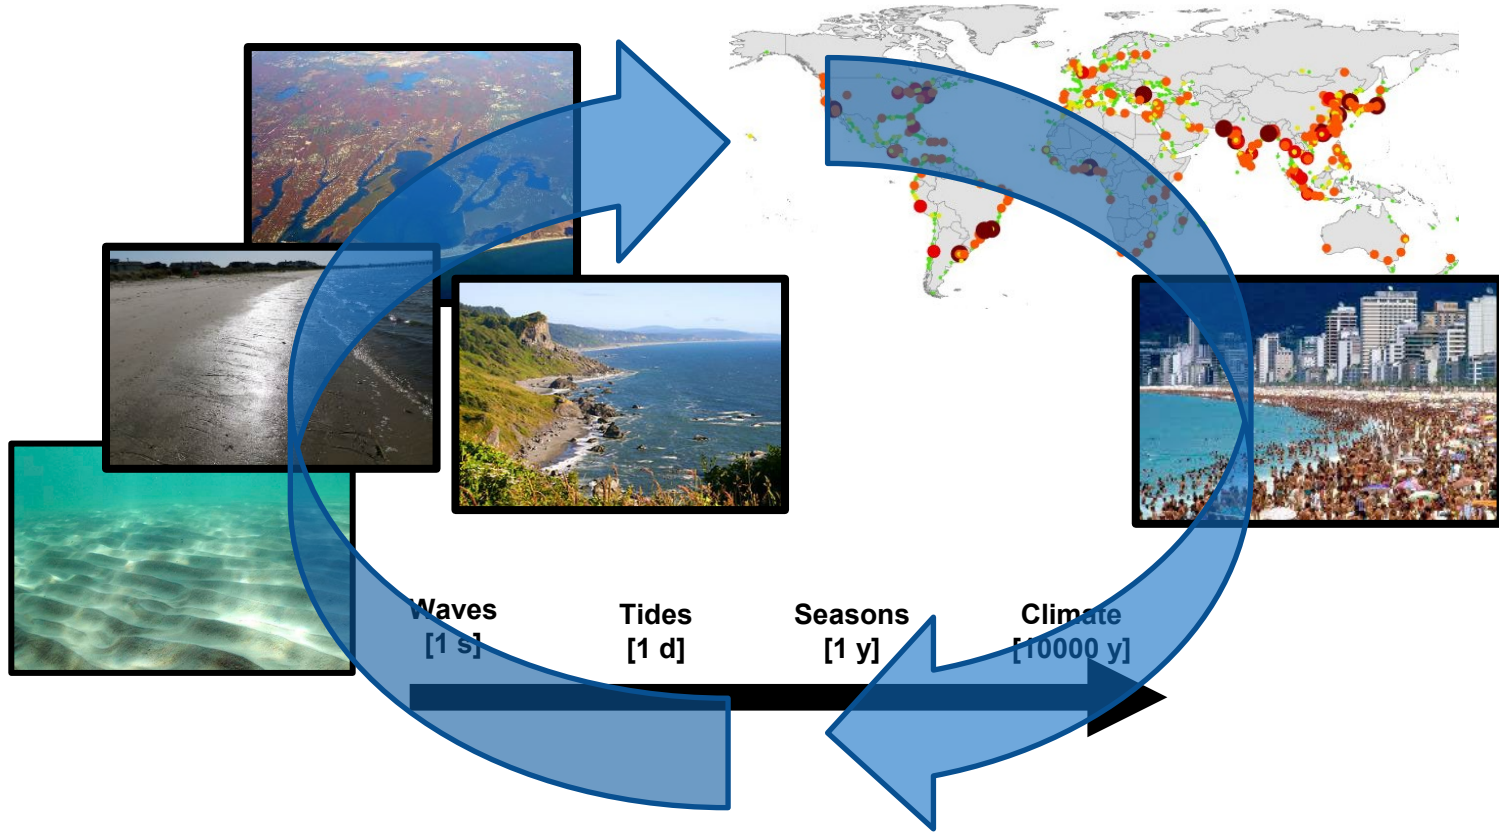 Waves
[1 s]
Tides
[1 d]
Seasons
[1 y]
Climate
[10000 y]